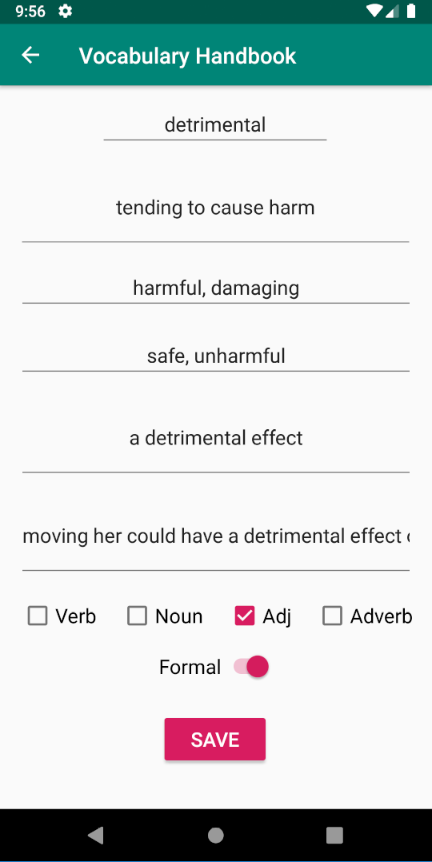 9:56
Vocabulary Handbook
detrimental
tending to cause harm
harmful, damaging
safe, unharmful
a detrimental effect
moving her could have a detrimental effect
Verb Noun Adj Adverb
Formal
SAVE